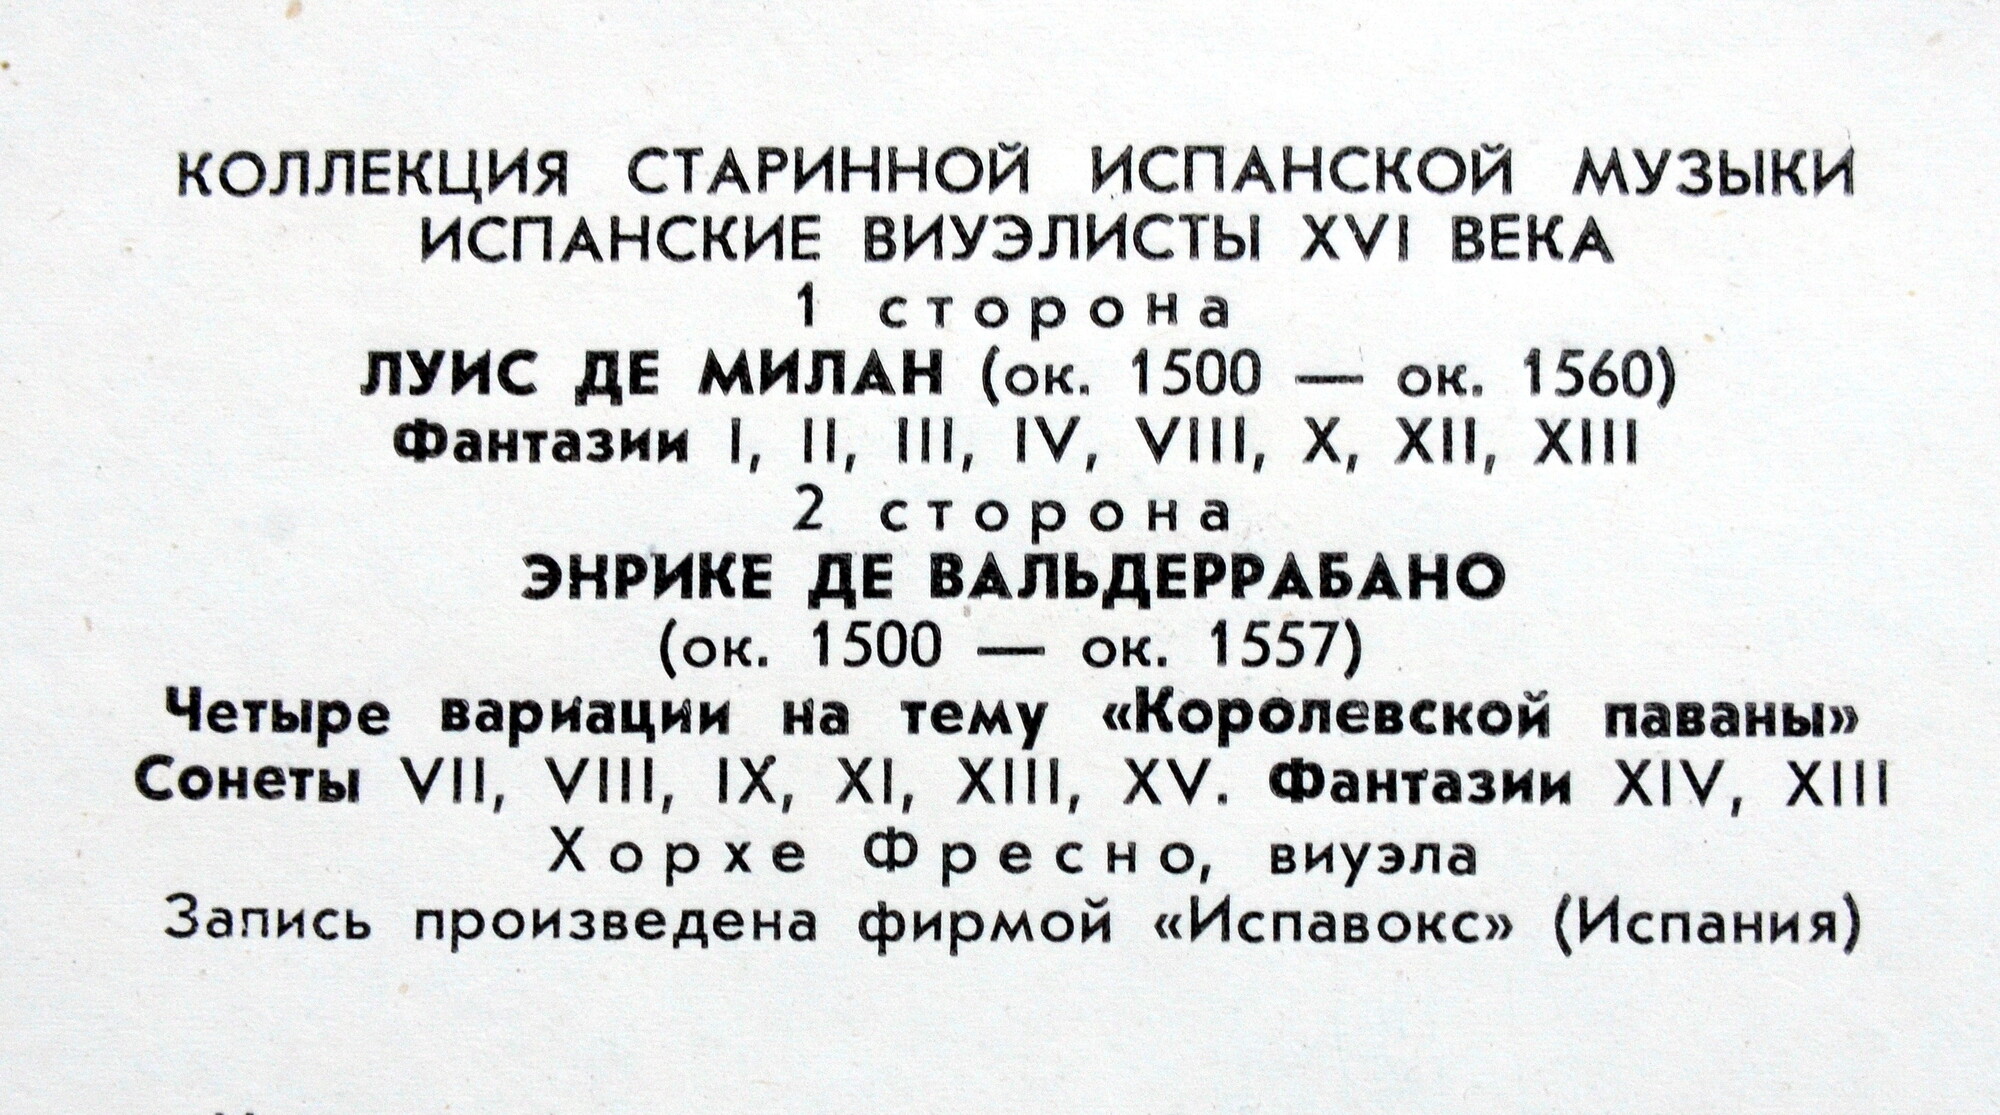 КОЛЛЕКЦИЯ СТАРИННОЙ ИСПАНСКОЙ МУЗЫКИ
ИСПАНСКИЕ ВИУЭЛИСТЫ XVI ВЕКА
1 сторона
ЛУИС ДЕ МИЛАН (ок. 1500 — ок. 1560)
Фантазии I, II, III, IV, VIII, X, XII, XIII
2 сторона
ЭНРИКЕ ДЕ ВАЛЬДЕРРАБАНО
(ок. 1500 — ок. 1557)
Четыре вариации на тему «Королевской паваны»
Сонеты VII, VIII, IX, XI, XIII, XV. Фантазии XIV, XIII
Хорхе Фресно, виуэла
Запись произведена фирмой «Испавокс» (Испания)